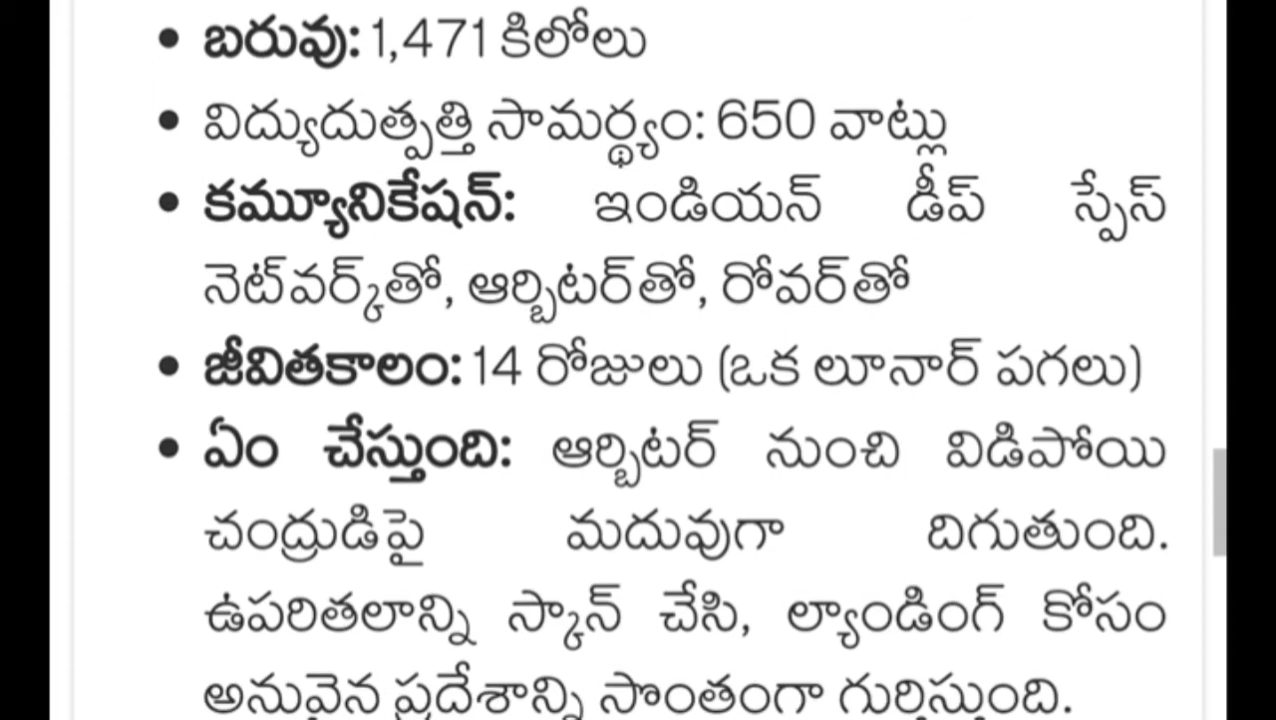 • బరువు: 1,471 కిలోలు
• విద్యుదుత్పత్తి సామర్థ్యం: 650 వాట్లు
• కమ్యూనికేషన్: ఇండియన్ డీప్ స్పేస్
నెట్‌వర్క్‌తో, ఆర్బిటర్‌తో, రోవర్‌తో
• జీవితకాలం: 14 రోజులు (ఒక లూనార్ పగలు)
• ఏం చేస్తుంది: ఆర్బిటర్ నుంచి విడిపోయి
చంద్రుడిపై మదువుగా దిగుతుంది.
ఉపరితలాన్ని స్కాన్ చేసి, ల్యాండింగ్ కోసం
అనువైన ప్రదేశాన్ని సొంతంగా గుర్తిస్తుంది.